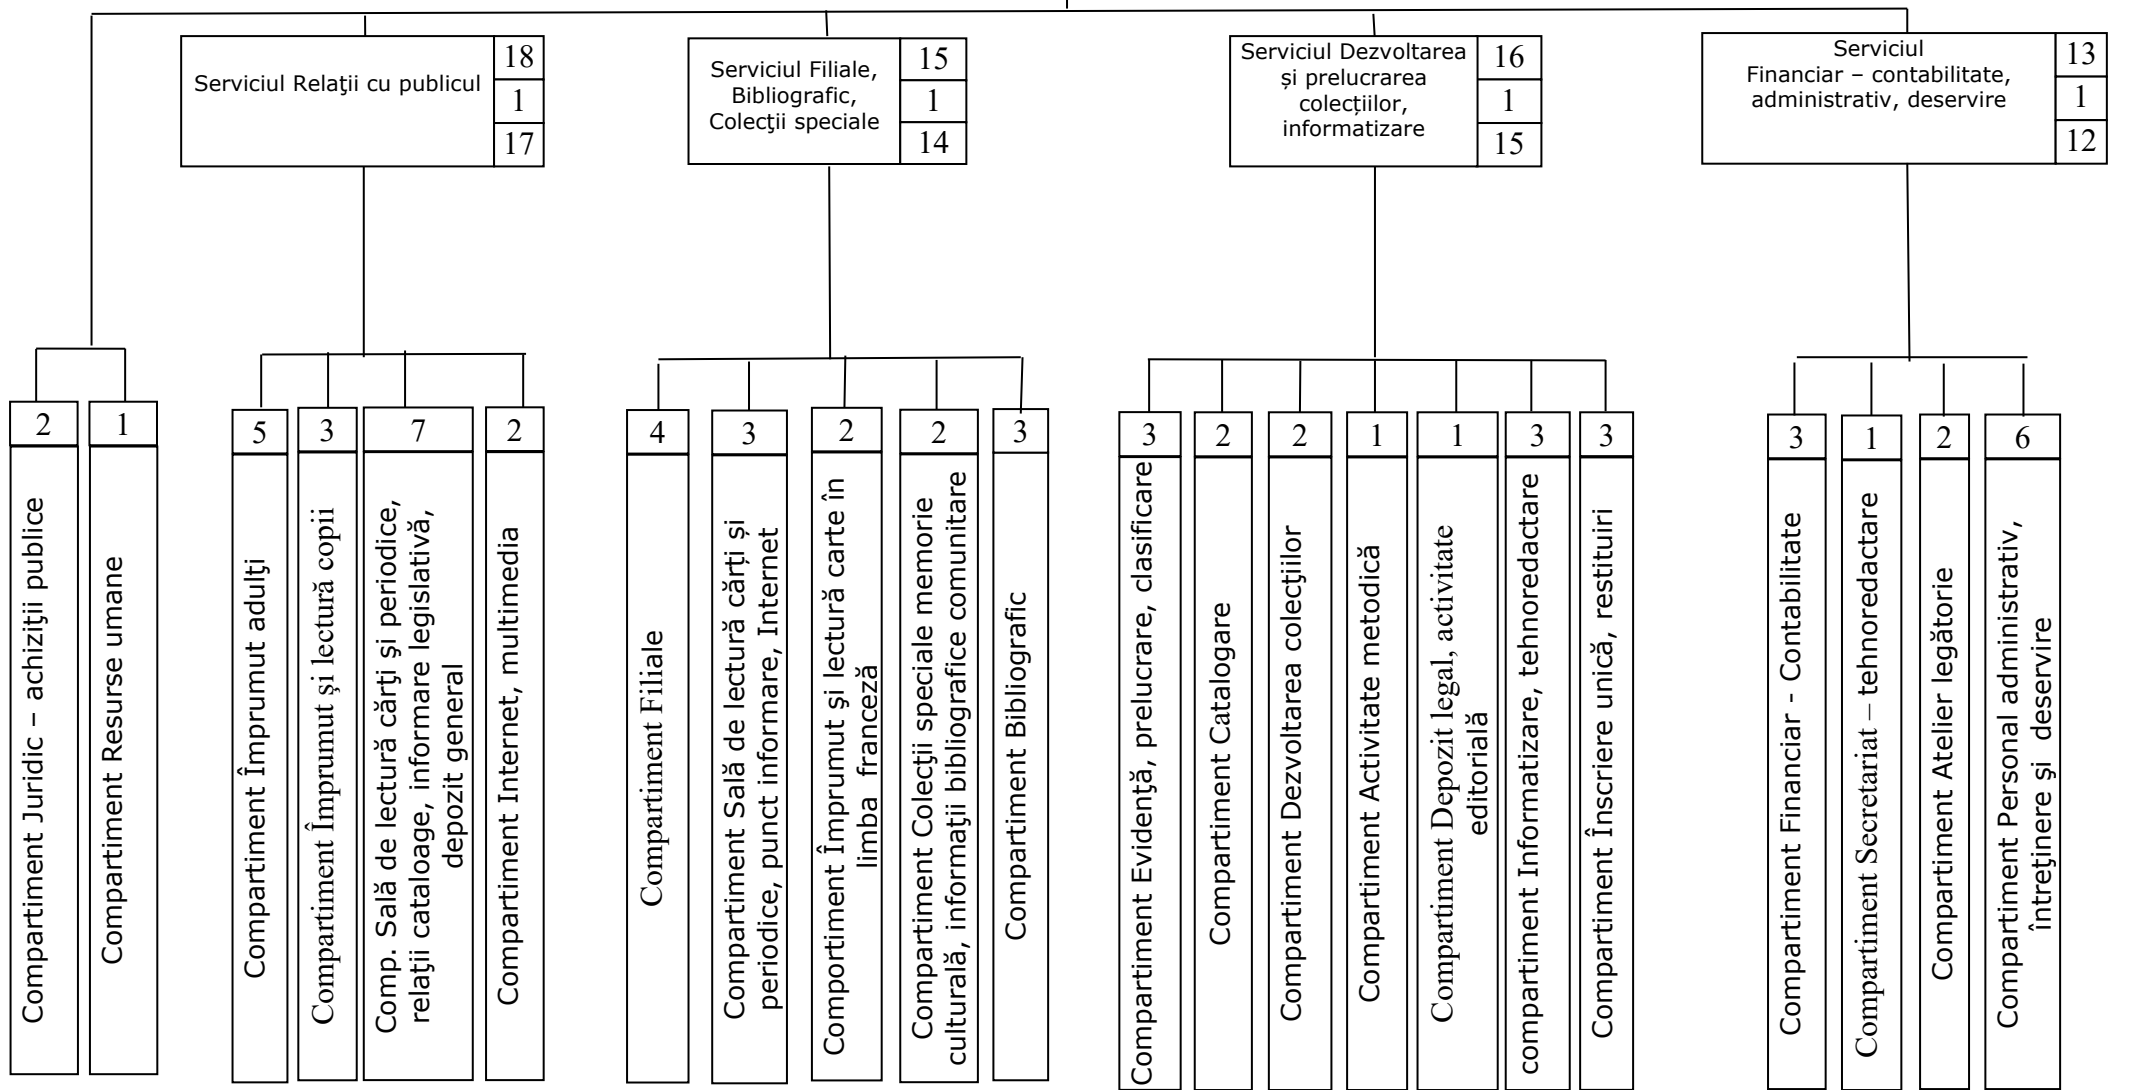 Serviciul Relaţii cu publicul
18
1
17
Serviciul Filiale,
Bibliografic,
Colecţii speciale
15
1
14
Serviciul Dezvoltarea
și prelucrarea
colecțiilor,
informatizare
16
1
15
Serviciul
Financiar – contabilitate,
administrativ, deservire
13
1
12
2
Compartiment Juridic – achiziţii publice
1
Compartiment Resurse umane
5
Compartiment Împrumut adulţi
3
Compartiment Împrumut şi lectură copii
7
Comp. Sală de lectură cărţi şi periodice,
relaţii cataloage, informare legislativă,
depozit general
2
Compartiment Internet, multimedia
4
Compartiment Filiale
3
Compartiment Sală de lectură cărți și
periodice, punct informare, Internet
2
Comportiment Împrumut şi lectură carte în
limba franceză
2
Compartiment Colecţii speciale memorie
culturală, informaţii bibliografice comunitare
3
Compartiment Bibliografic
3
Compartiment Evidenţă, prelucrare, clasificare
2
Compartiment Catalogare
2
Compartiment Dezvoltarea colecţiilor
1
Compartiment Activitate metodică
1
Compartiment Depozit legal, activitate
editorială
3
compartiment Informatizare, tehnoredactare
3
Compartiment Înscriere unică, restituiri
3
Compartiment Financiar - Contabilitate
1
Compartiment Secretariat – tehnoredactare
2
Compartiment Atelier legătorie
6
Compartiment Personal administrativ,
întreţinere şi deservire